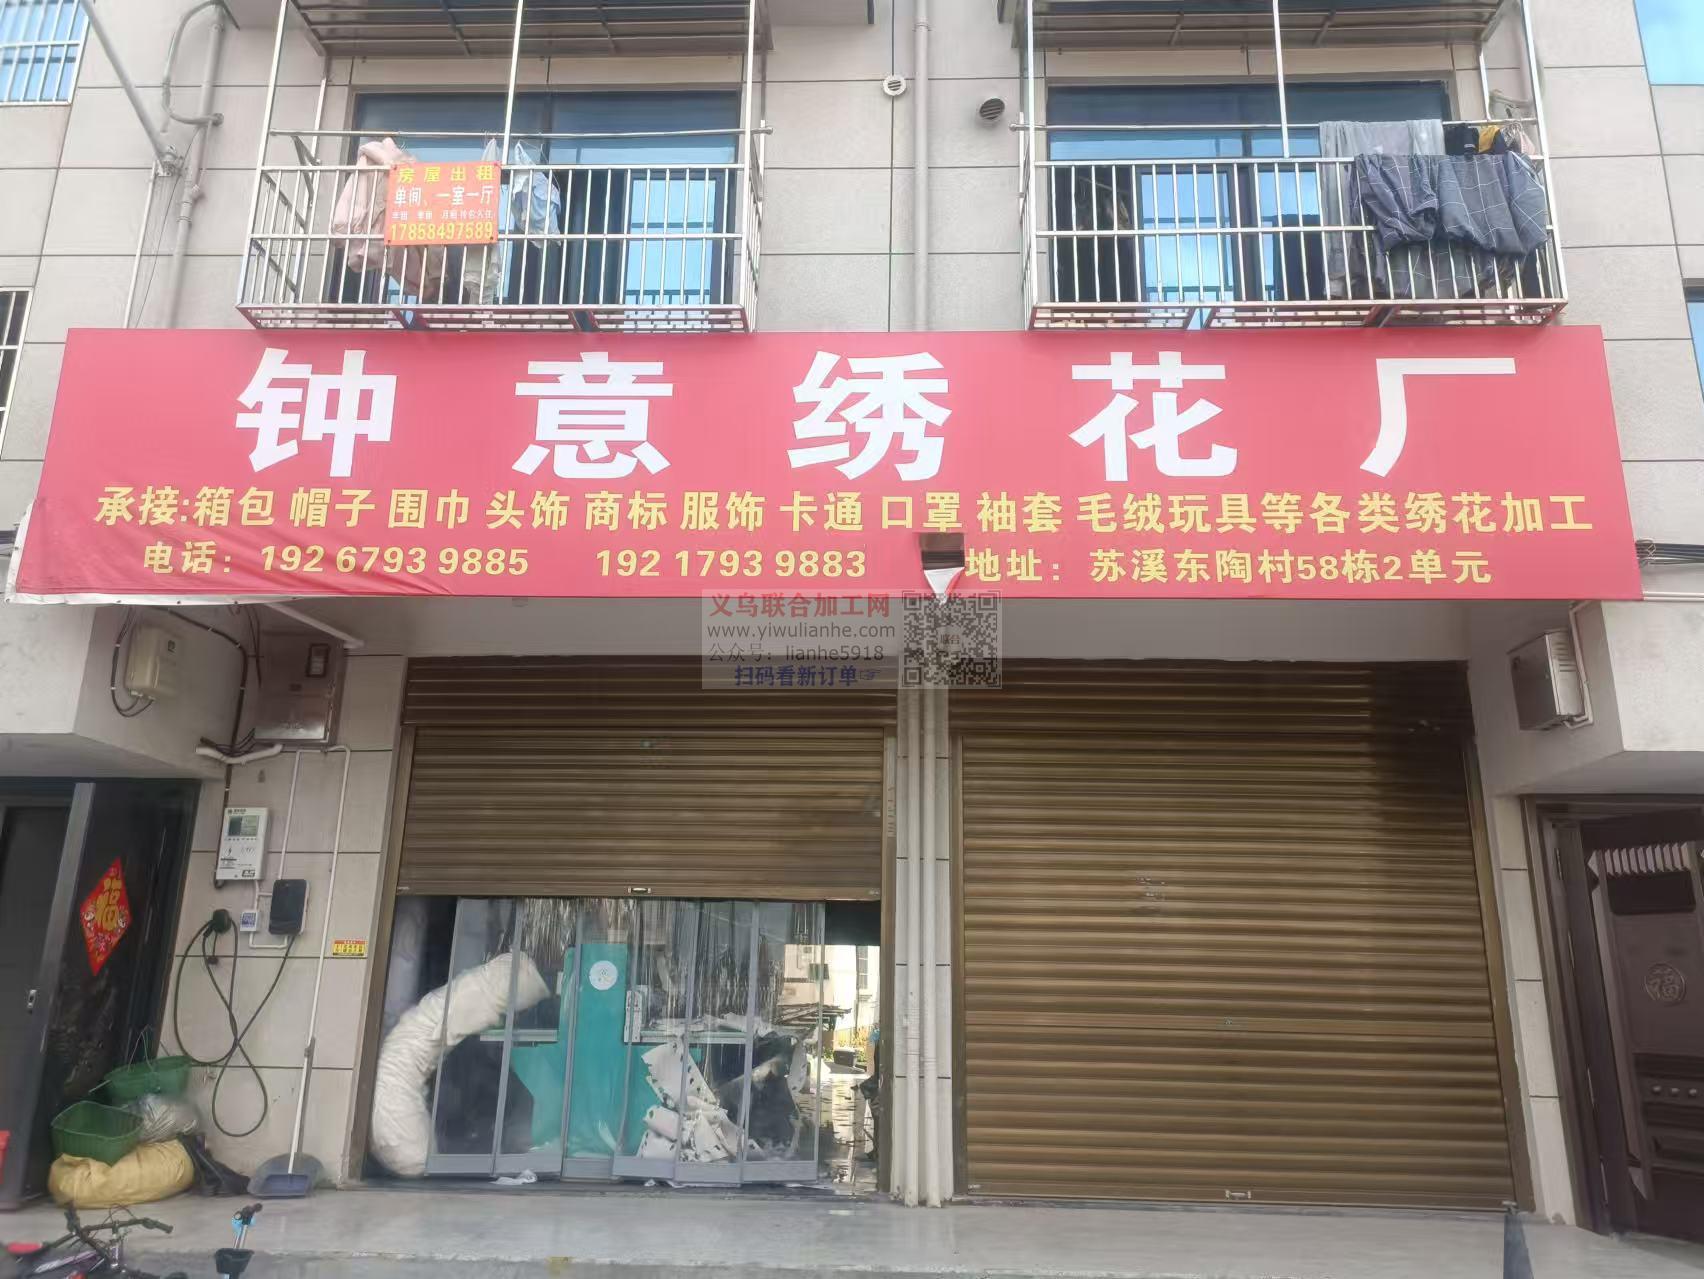 房屋出租
单间、一室一厅
17858497589
钟意绣花厂
承接:箱包 帽子 围巾 头饰 商标 服饰 卡通 口罩 袖套 毛绒玩具等各类绣花加工
电话：192 6793 9885 192 1793 9883 地址：苏溪东陶村58栋2单元
义乌联合加工网
www.yiwulianhe.com
公众号：lianhe5918
扫码看新订单☞
联合
福
福